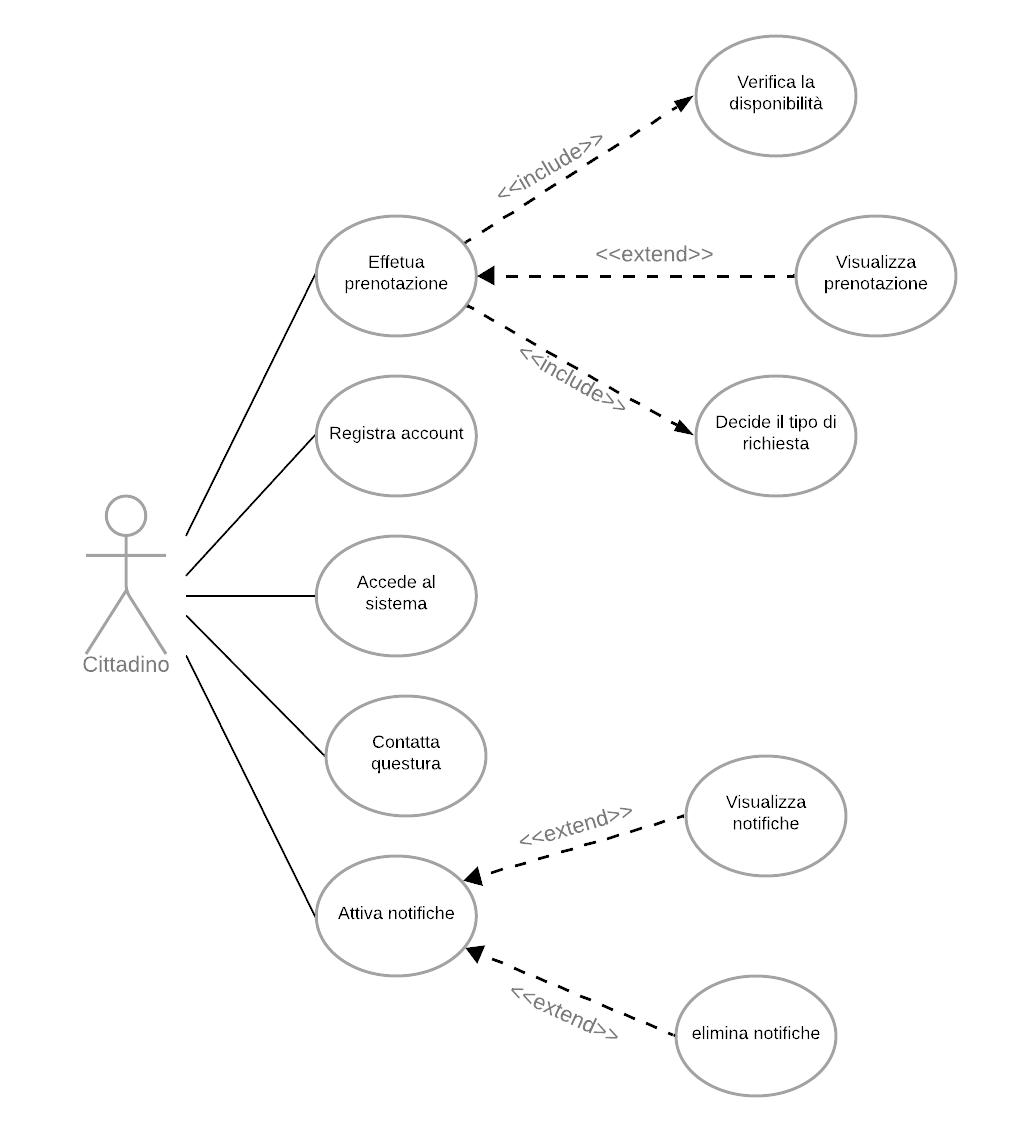 Verifica la
disponibilità
<<include>>
<<extend>>
Effetua
prenotazione
Visualizza
prenotazione
<<include>>
Decide il tipo di
richiesta
Registra account
Accede al
sistema
Cittadino
Contatta
questura
Visualizza
notifiche
<<extend>>
Attiva notifiche
<<extend>>
elimina notifiche